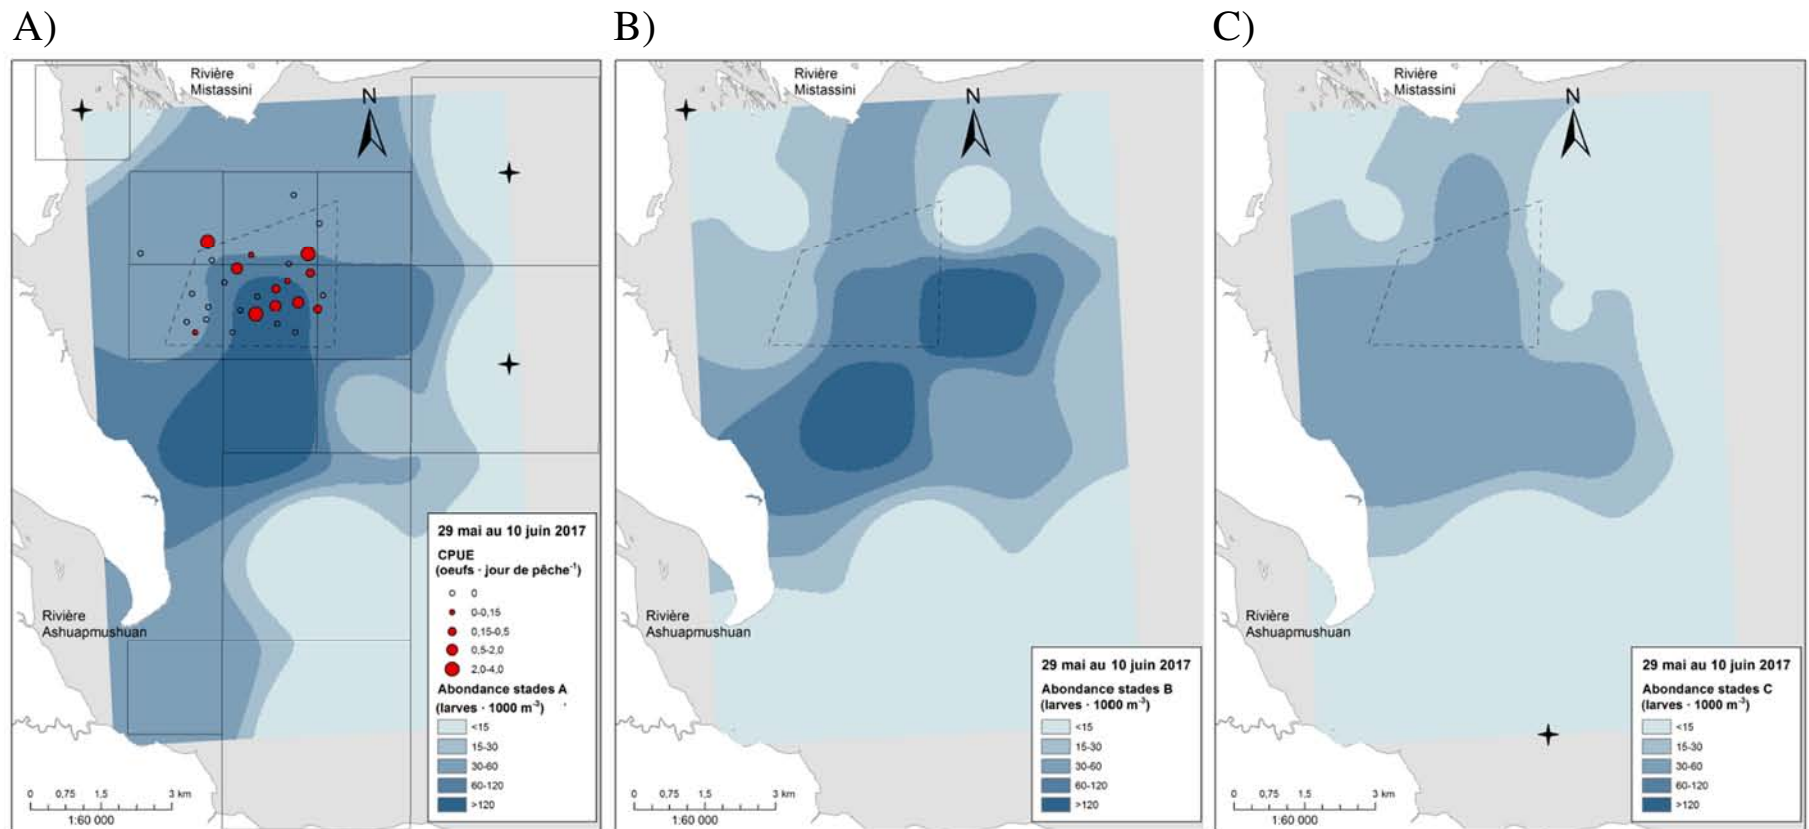 A)
B)
C)
Rivière
Mistassini
N
29 mai au 10 juin 2017
CPUE
(oeufs · jour de pêche⁻¹)
0
0-0,15
0,15-0,5
0,5-2,0
2,0-4,0
Abondance stades A
(larves · 1000 m⁻³)
<15
15-30
30-60
60-120
>120
Rivière
Ashuapmushuan
0 0,75 1,5 3 km
1:60 000
Rivière
Mistassini
N
Rivière
Ashuapmushuan
29 mai au 10 juin 2017
Abondance stades B
(larves · 1000 m⁻³)
<15
15-30
30-60
60-120
>120
0 0,75 1,5 3 km
1:60 000
Rivière
Mistassini
N
Rivière
Ashuapmushuan
29 mai au 10 juin 2017
Abondance stades C
(larves · 1000 m⁻³)
<15
15-30
30-60
60-120
>120
0 0,75 1,5 3 km
1:60 000